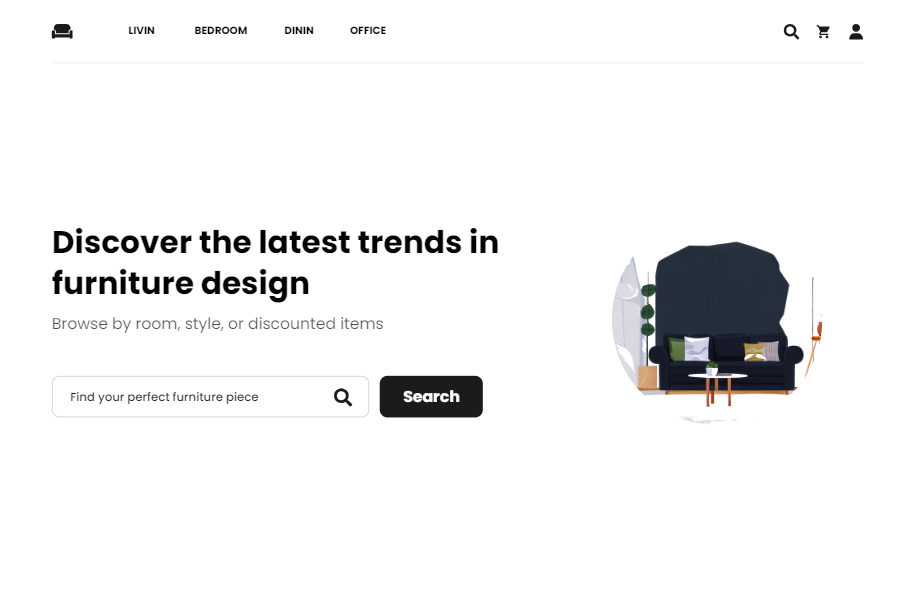 LIVIN
BEDROOM
DININ
OFFICE
Discover the latest trends in
furniture design
Browse by room, style, or discounted items
Find your perfect furniture piece
Search